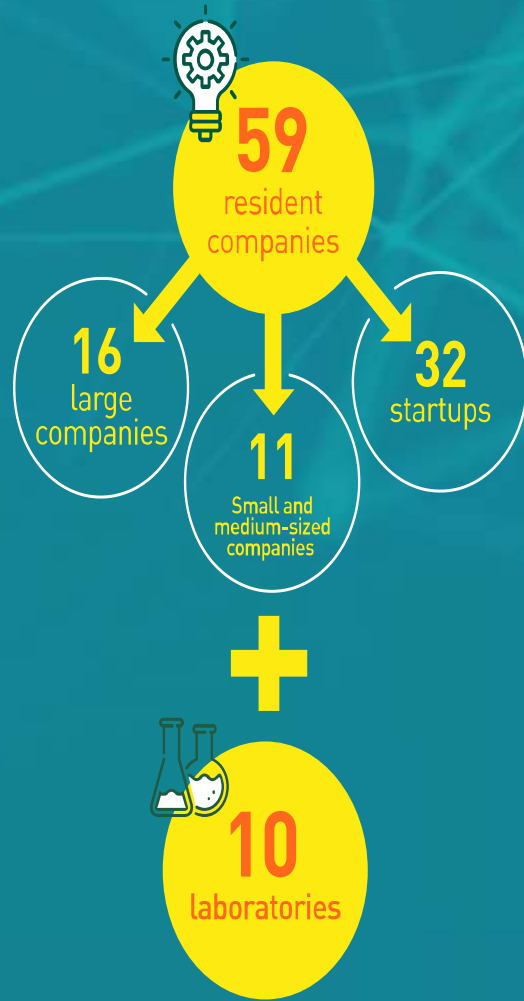 59
resident
companies
16
large
companies
11
Small and
medium-sized
companies
32
startups
10
laboratories